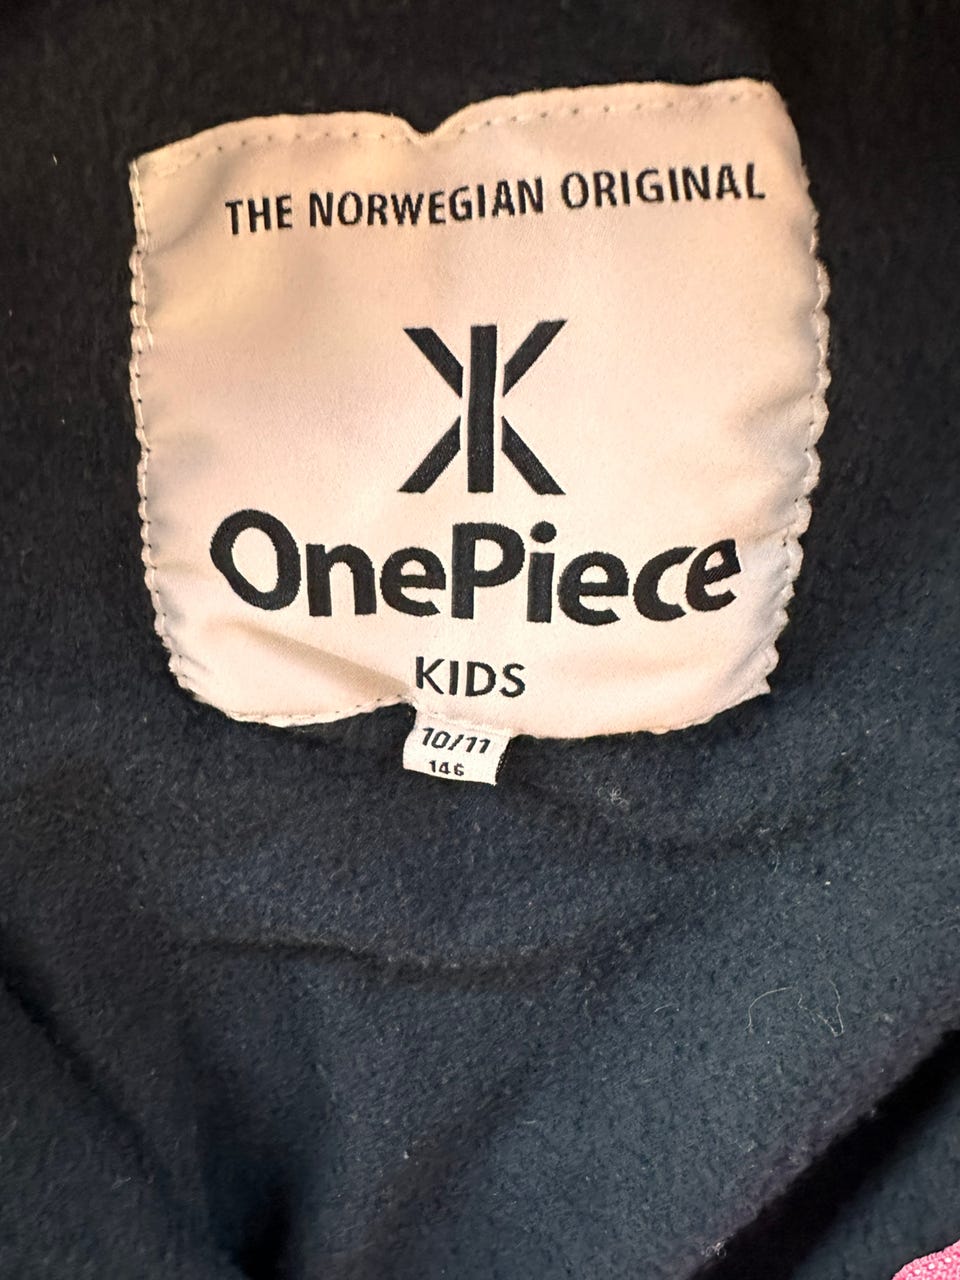 THE NORWEGIAN ORIGINAL
OnePiece
KIDS
10/11
146